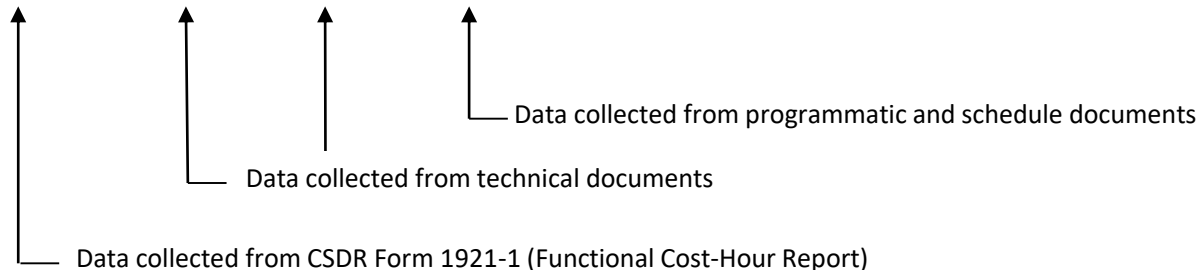 Data collected from programmatic and schedule documents
Data collected from technical documents
Data collected from CSDR Form 1921-1 (Functional Cost-Hour Report)